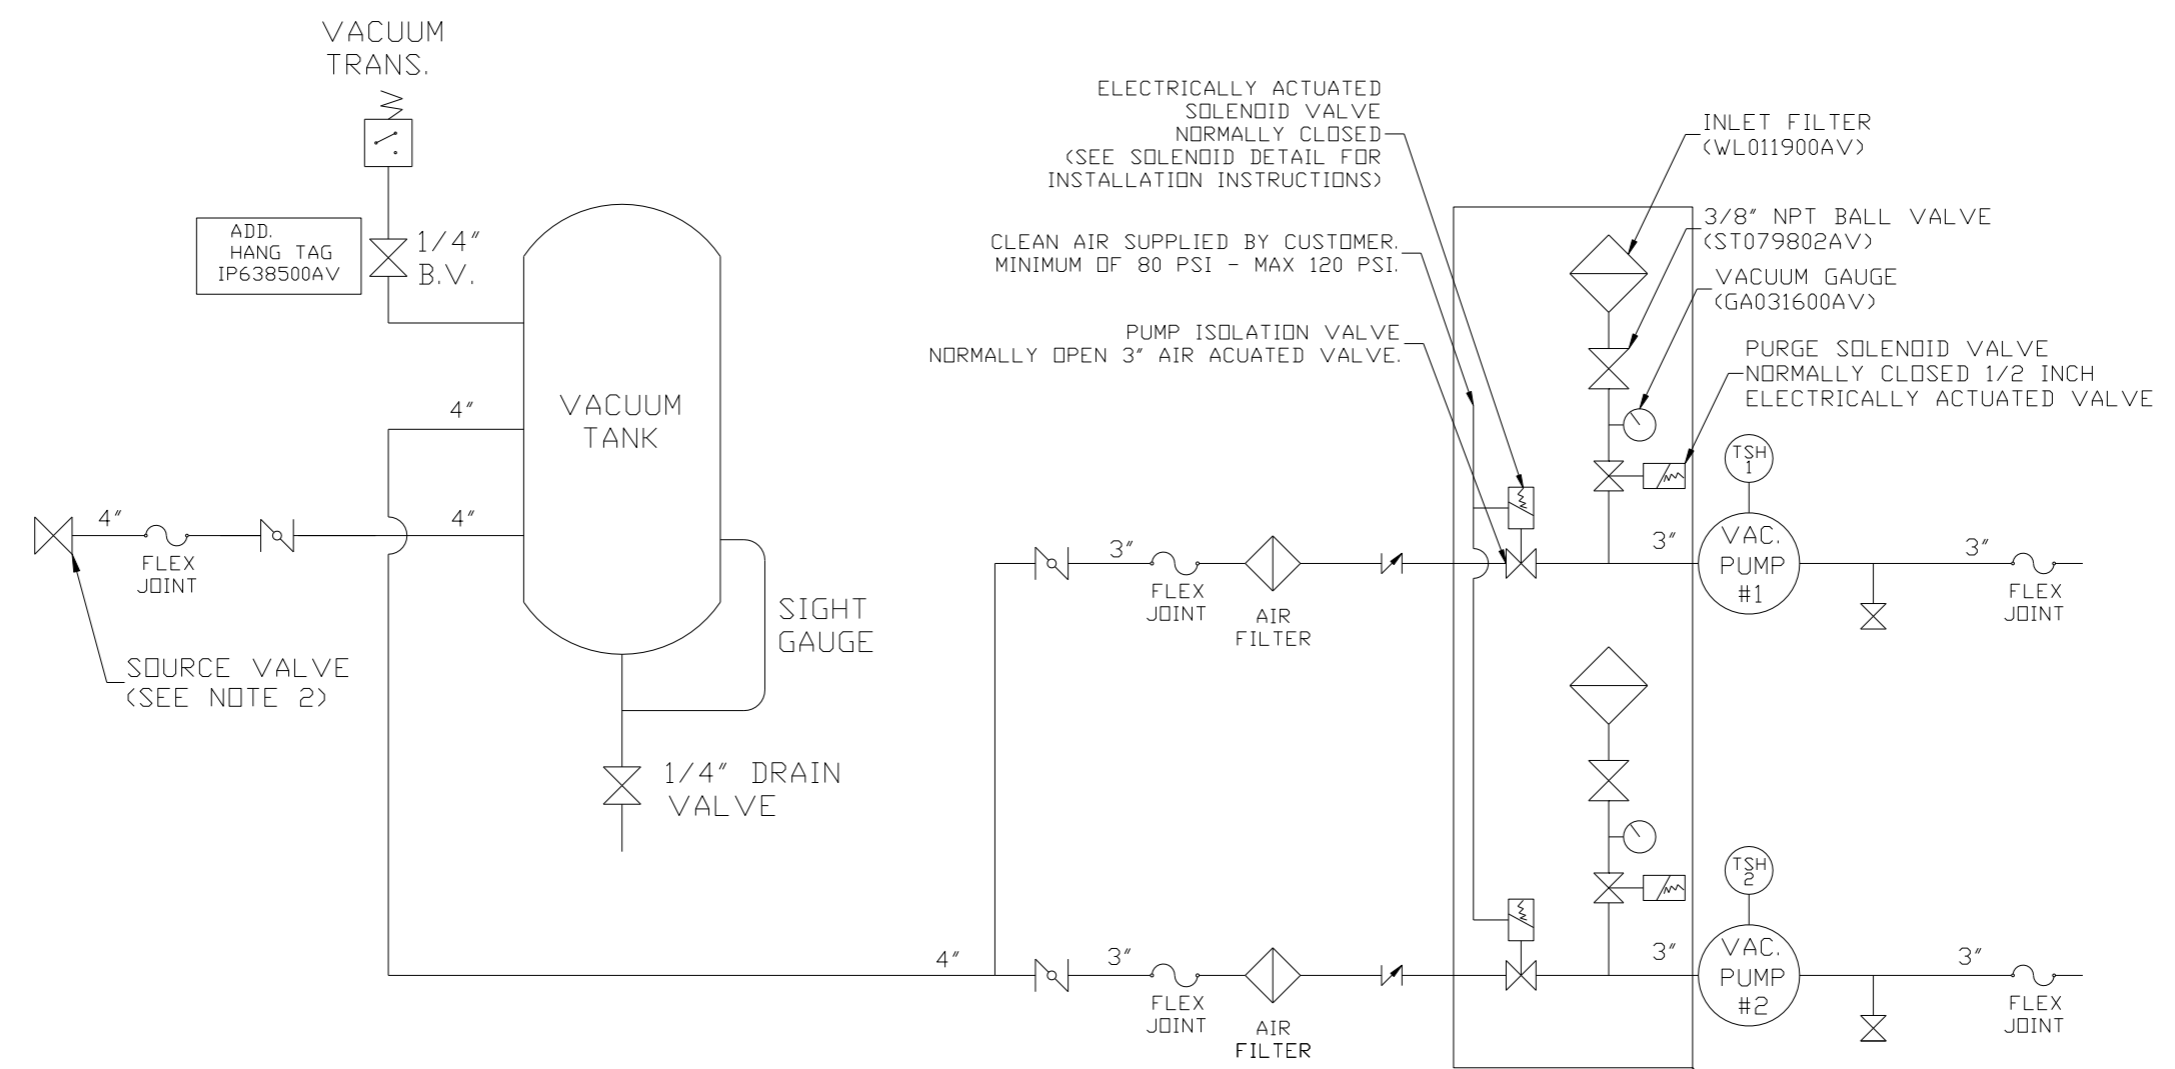 VACUUM
TRANS.
ADD.
HANG TAG
IP638500AV
1/4"
B.V.
VACUUM
TANK
4"
4"
4"
FLEX
JOINT
SOURCE VALVE
(SEE NOTE 2)
SIGHT
GAUGE
1/4" DRAIN
VALVE
ELECTRICALLY ACTUATED
SOLENOID VALVE
NORMALLY CLOSED
(SEE SOLENOID DETAIL FOR
INSTALLATION INSTRUCTIONS)
CLEAN AIR SUPPLIED BY CUSTOMER.
MINIMUM OF 80 PSI - MAX 120 PSI.
PUMP ISOLATION VALVE
NORMALLY OPEN 3" AIR ACUATED VALVE.
INLET FILTER
(WL011900AV)
3/8" NPT BALL VALVE
(ST079802AV)
VACUUM GAUGE
(GA031600AV)
PURGE SOLENOID VALVE
NORMALLY CLOSED 1/2 INCH
ELECTRICALLY ACTUATED VALVE
3"
FLEX
JOINT
AIR
FILTER
3"
TSH
1
VAC.
PUMP
#1
3"
FLEX
JOINT
4"
3"
FLEX
JOINT
AIR
FILTER
3"
TSH
2
VAC.
PUMP
#2
3"
FLEX
JOINT